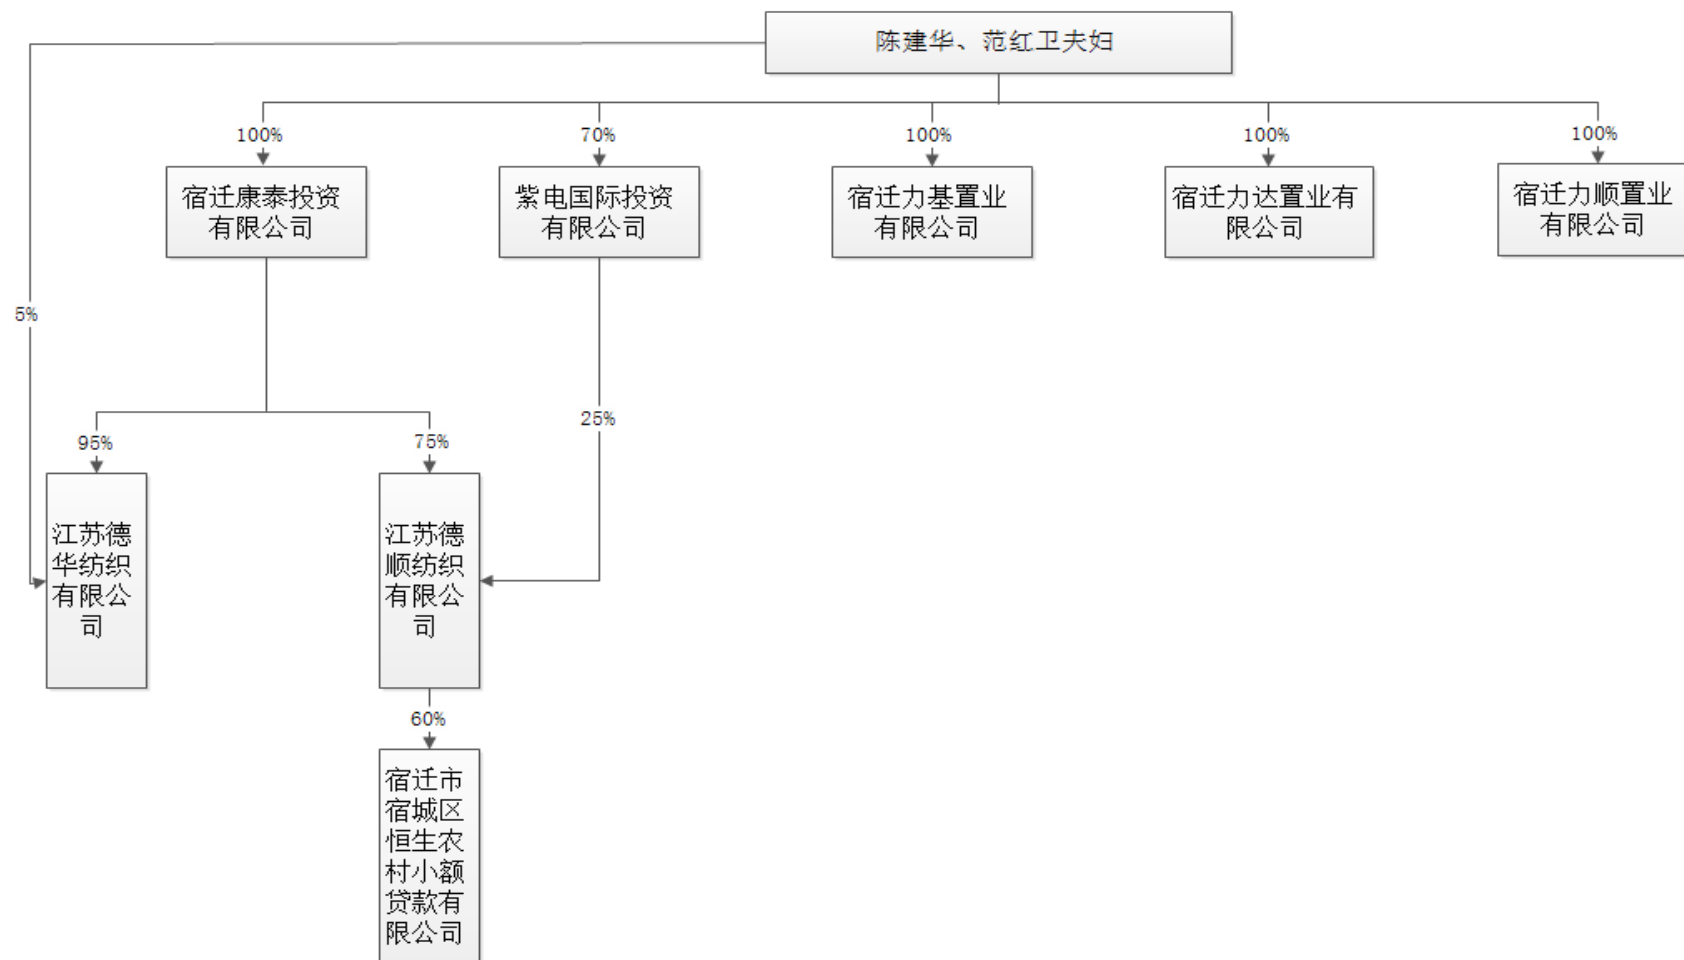 陈建华、范红卫夫妇
100%
70%
100%
100%
100%
宿迁康泰投资
有限公司
紫电国际投资
有限公司
宿迁力基置业
有限公司
宿迁力达置业有
限公司
宿迁力顺置业
有限公司
5%
25%
95%
75%
江苏德
华纺织
有限公
司
江苏德
顺纺织
有限公
司
60%
宿迁市
宿城区
恒生农
村小额
贷款有
限公司